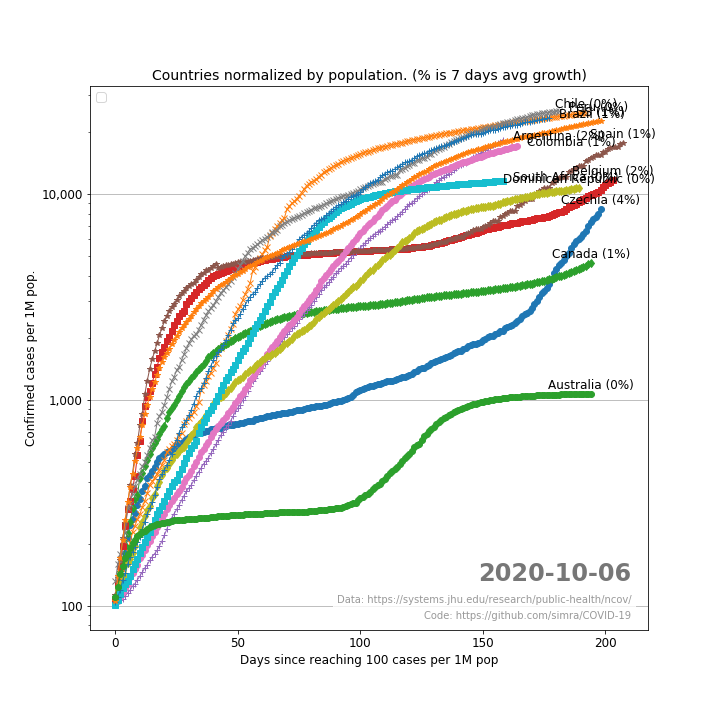 Countries normalized by population. (% is 7 days avg growth)
Chile (0%)
Brazil (1%)
Argentina (2%)
Spain (1%)
Colombia (1%)
Belgium (2%)
Dominican Republic (0%)
Czechia (4%)
Canada (1%)
Australia (0%)
10,000
1,000
100
Confirmed cases per 1M pop.
2020-10-06
Data: https://systems.jhu.edu/research/public-health/ncov/
Code: https://github.com/simra/COVID-19
0 50 100 150 200
Days since reaching 100 cases per 1M pop